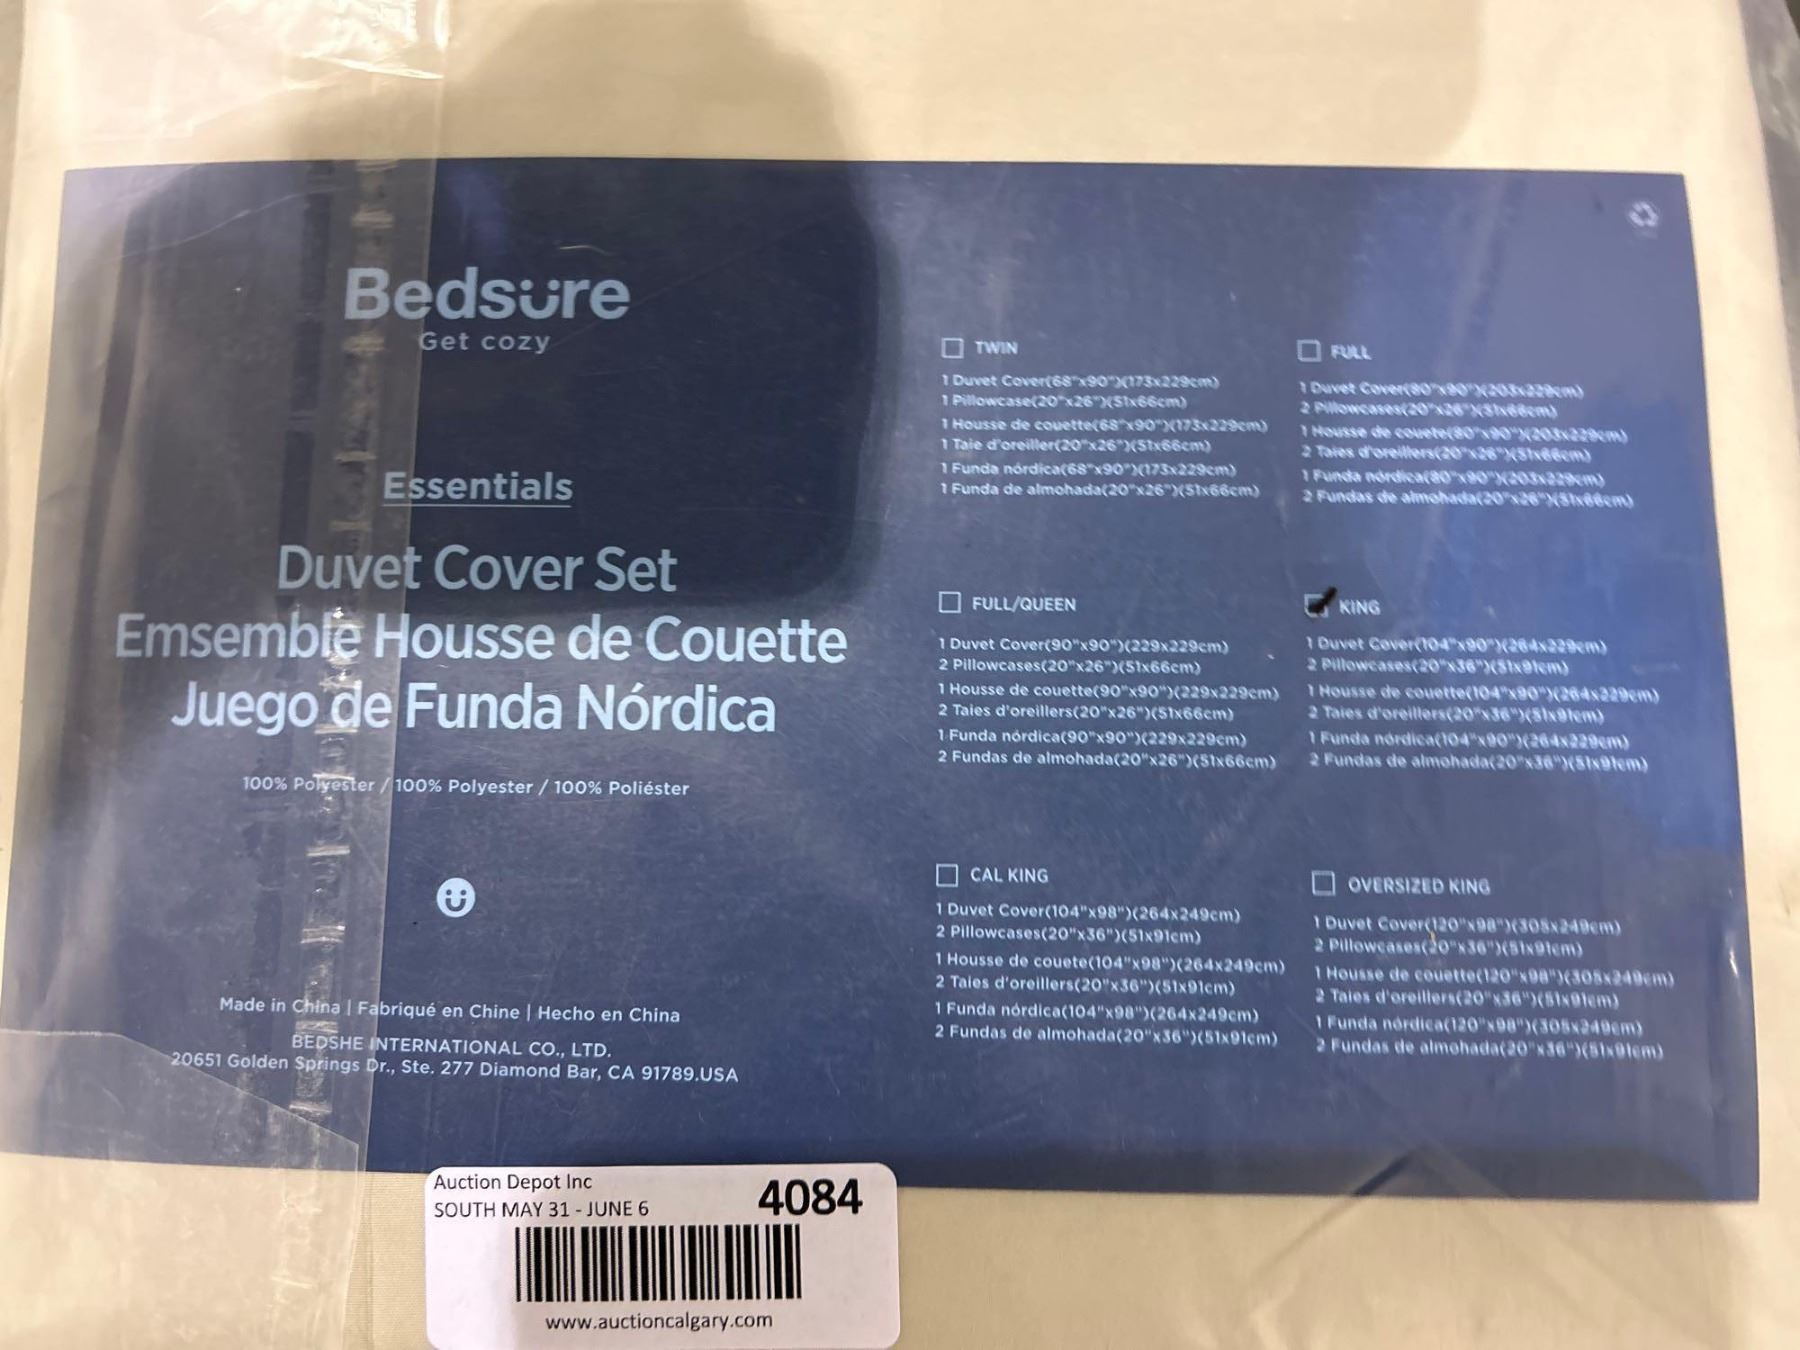 Bedsure
Get cozy
Essentials
Duvet Cover Set
Emsemble Housse de Couette
Juego de Funda Nórdica
100% Polyester / 100% Polyester / 100% Poliéster
Made in China | Fabriqué en Chine | Hecho en China
BEDSHE INTERNATIONAL CO., LTD.
20651 Golden Springs Dr., Ste. 277 Diamond Bar, CA 91789.USA
TWIN
1 Duvet Cover(68"x90")(173x229cm)
1 Pillowcase(20"x26")(51x66cm)
1 Housse de couette(68"x90")(173x229cm)
1 Taie d'oreiller(20"x26")(51x66cm)
1 Funda nórdica(68"x90")(173x229cm)
1 Funda de almohada(20"x26")(51x66cm)
FULL
1 Duvet Cover(80"x90")(203x229cm)
2 Pillowcases(20"x26")(51x66cm)
1 Housse de couete(80"x90")(203x229cm)
2 Taies d'oreillers(20"x26")(51x66cm)
1 Funda nórdica(80"x90")(203x229cm)
2 Fundas de almohada(20"x26")(51x66cm)
FULL/QUEEN
1 Duvet Cover(90"x90")(229x229cm)
2 Pillowcases(20"x26")(51x66cm)
1 Housse de couette(90"x90")(229x229cm)
2 Taies d'oreillers(20"x26")(51x66cm)
1 Funda nórdica(90"x90")(229x229cm)
2 Fundas de almohada(20"x26")(51x66cm)
KING
1 Duvet Cover(104"x90")(264x229cm)
2 Pillowcases(20"x36")(51x91cm)
1 Housse de couette(104"x90")(264x229cm)
2 Taies d'oreillers(20"x36")(51x91cm)
1 Funda nórdica(104"x90")(264x229cm)
2 Fundas de almohada(20"x36")(51x91cm)
CAL KING
1 Duvet Cover(104"x98")(264x249cm)
2 Pillowcases(20"x36")(51x91cm)
1 Housse de couete(104"x98")(264x249cm)
2 Taies d'oreillers(20"x36")(51x91cm)
1 Funda nórdica(104"x98")(264x249cm)
2 Fundas de almohada(20"x36")(51x91cm)
OVERSIZED KING
1 Duvet Cover(120"x98")(305x249cm)
2 Pillowcases(20"x36")(51x91cm)
1 Housse de couette(120"x98")(305x249cm)
2 Taies d'oreillers(20"x36")(51x91cm)
1 Funda nórdica(120"x98")(305x249cm)
2 Fundas de almohada(20"x36")(51x91cm)
Auction Depot Inc
SOUTH MAY 31 - JUNE 6
4084
www.auctioncalgary.com